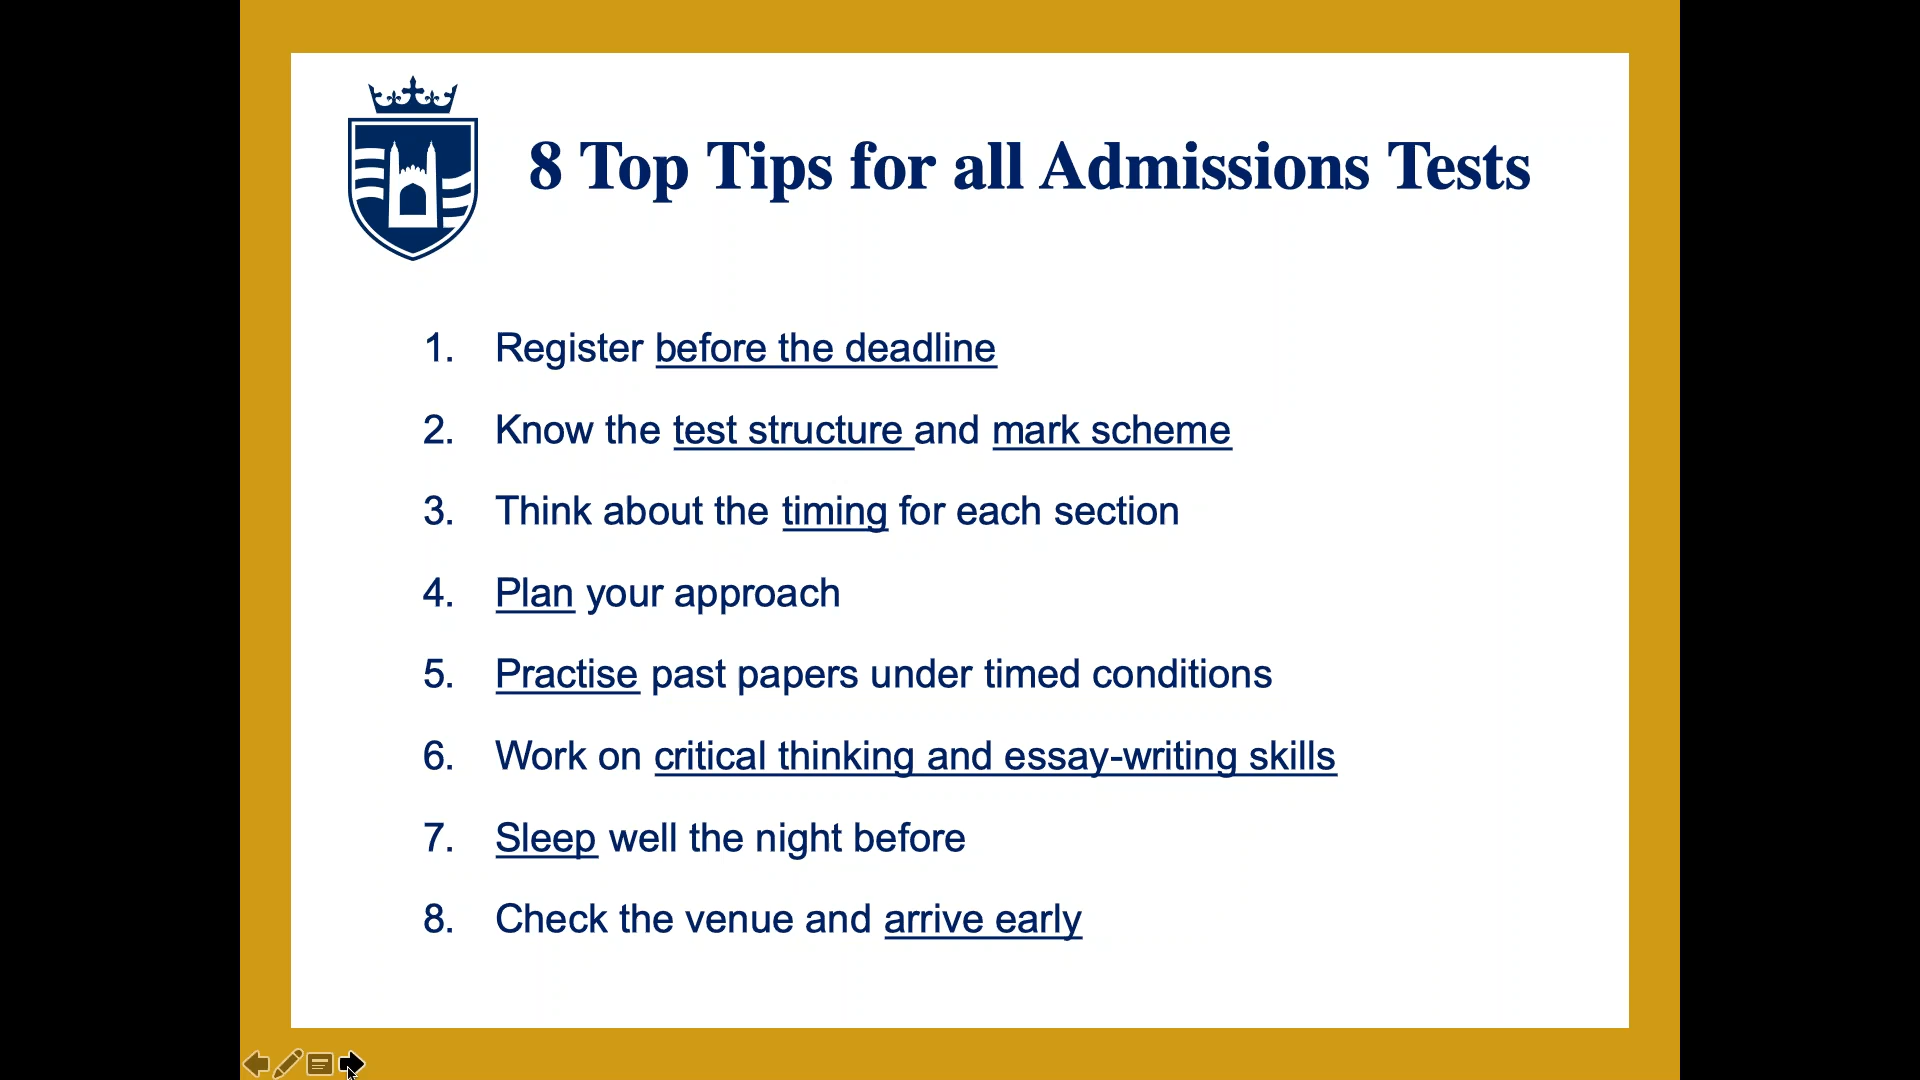 8 Top Tips for all Admissions Tests
1. Register before the deadline
2. Know the test structure and mark scheme
3. Think about the timing for each section
4. Plan your approach
5. Practise past papers under timed conditions
6. Work on critical thinking and essay-writing skills
7. Sleep well the night before
8. Check the venue and arrive early